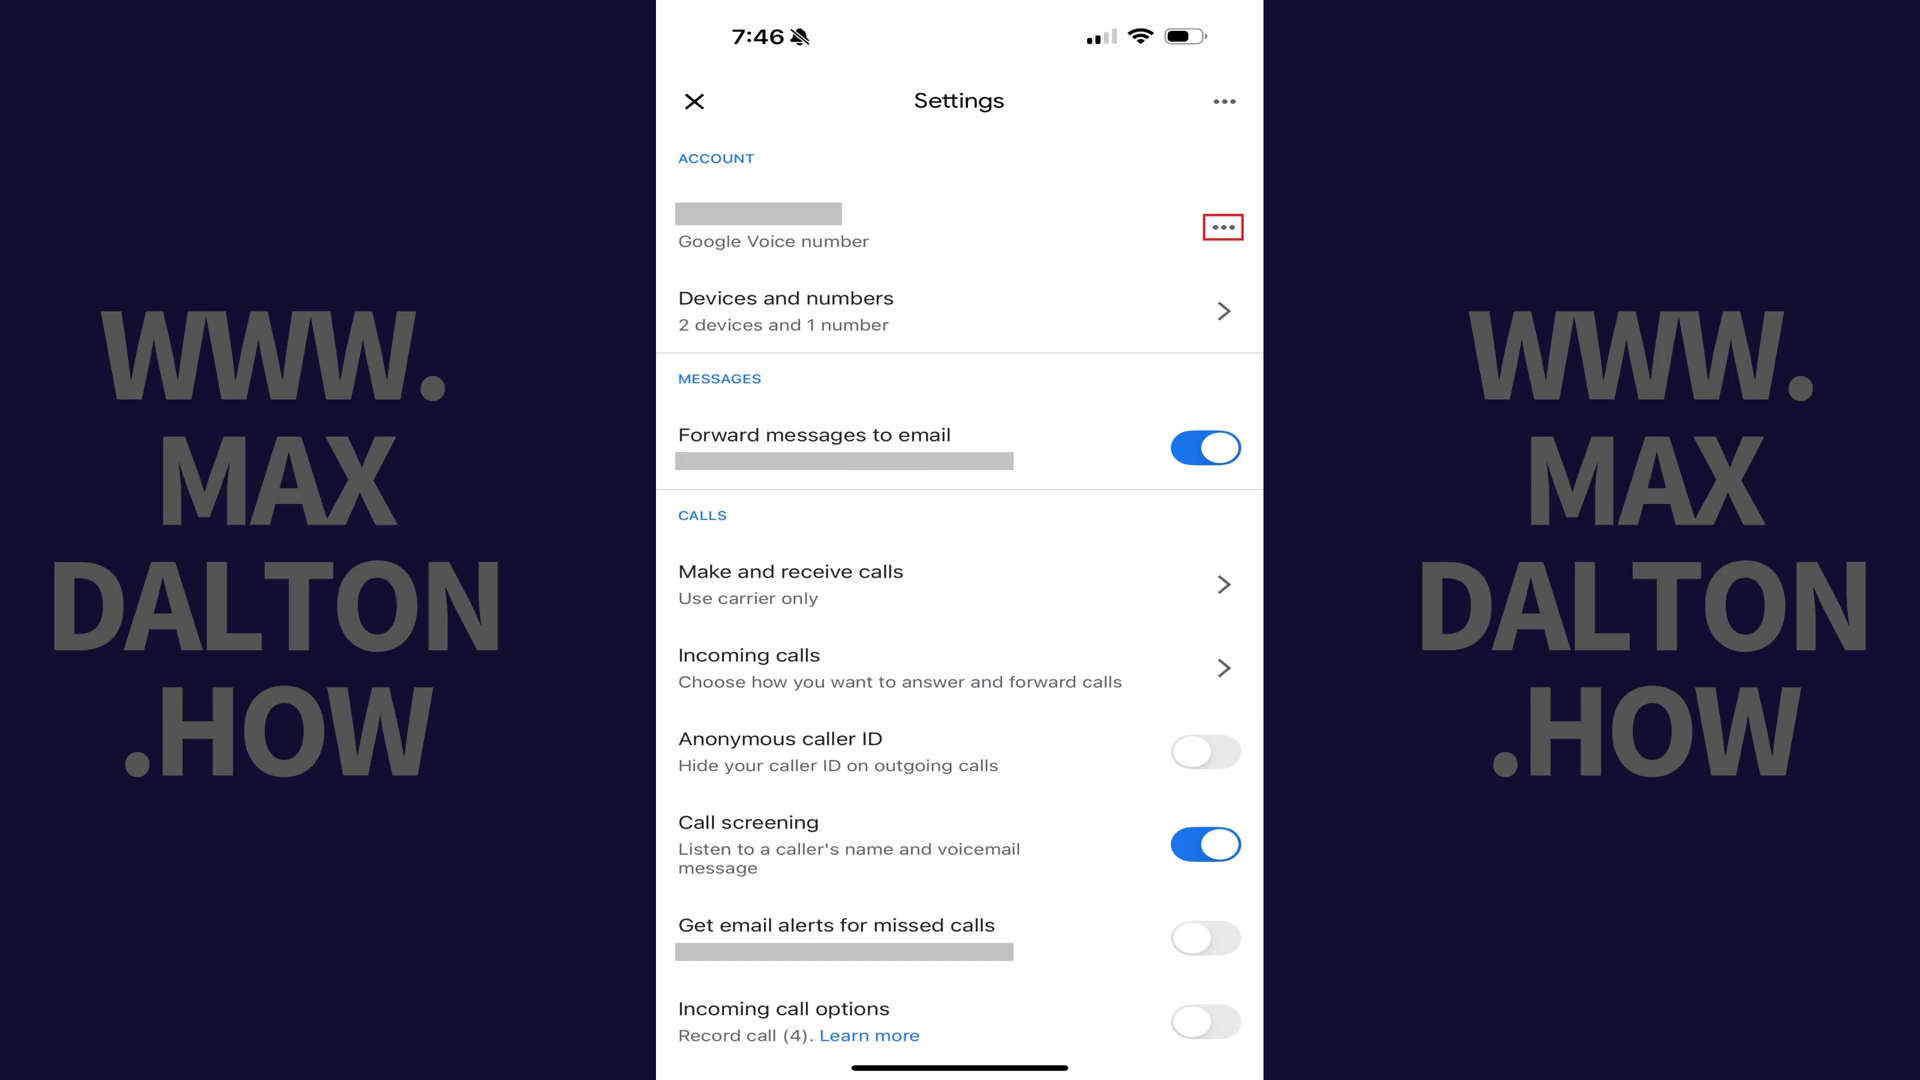 WWW.
MAX
DALTON
.HOW
7:46
Settings
ACCOUNT
Google Voice number
Devices and numbers
2 devices and 1 number
MESSAGES
Forward messages to email
CALLS
Make and receive calls
Use carrier only
Incoming calls
Choose how you want to answer and forward calls
Anonymous caller ID
Hide your caller ID on outgoing calls
Call screening
Listen to a caller's name and voicemail
message
Get email alerts for missed calls
Incoming call options
Record call (4). Learn more
WWW.
MAX
DALTON
.HOW